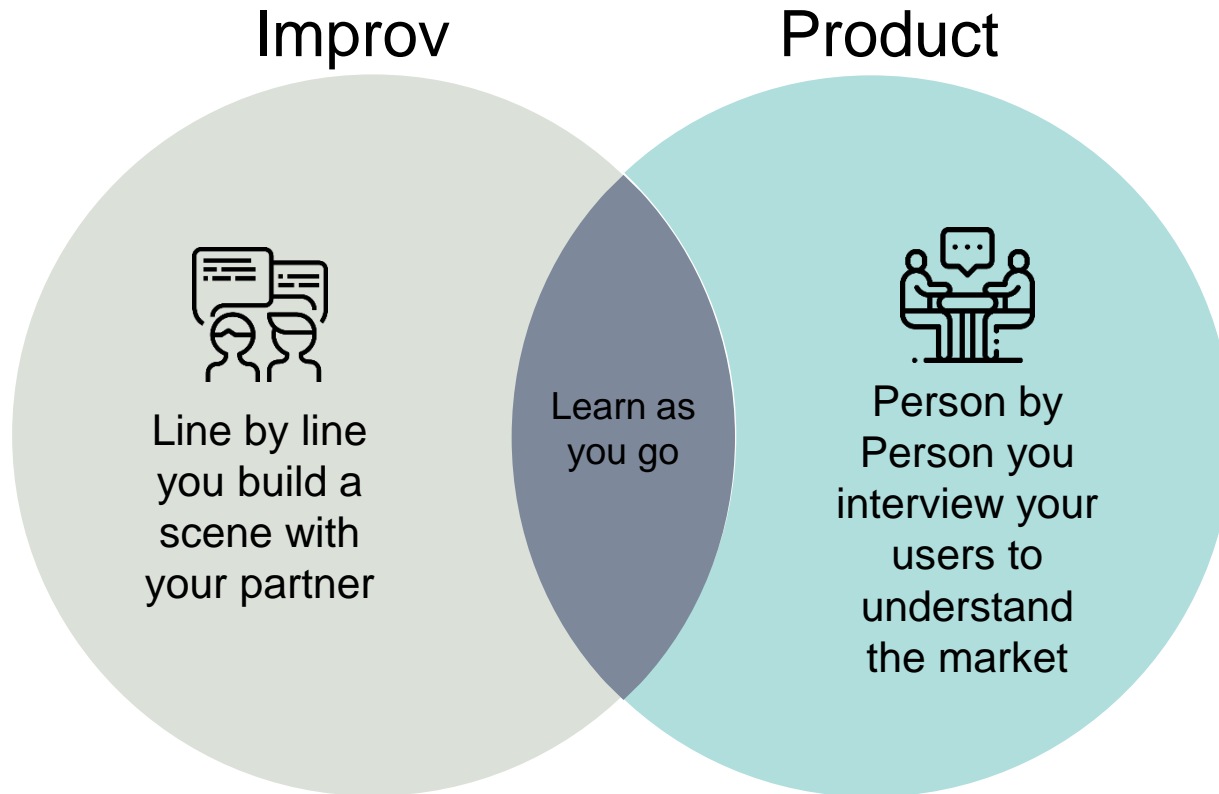 Improv
Product
Line by line
you build a
scene with
your partner
Learn as
you go
Person by
Person you
interview your
users to
understand
the market